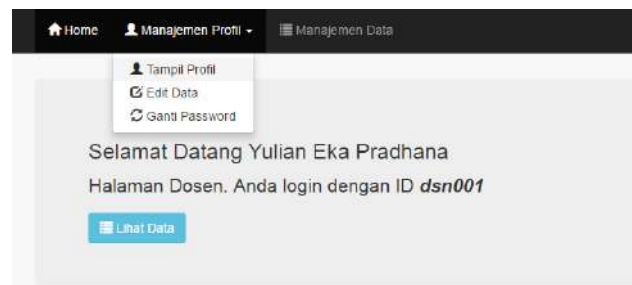 Home Manajemen Profil Manajemen Data
Tampil Profil
Edit Data
Ganti Password
Selamat Datang Yulian Eka Pradhana
Halaman Dosen. Anda login dengan ID dsn001
Lihat Data